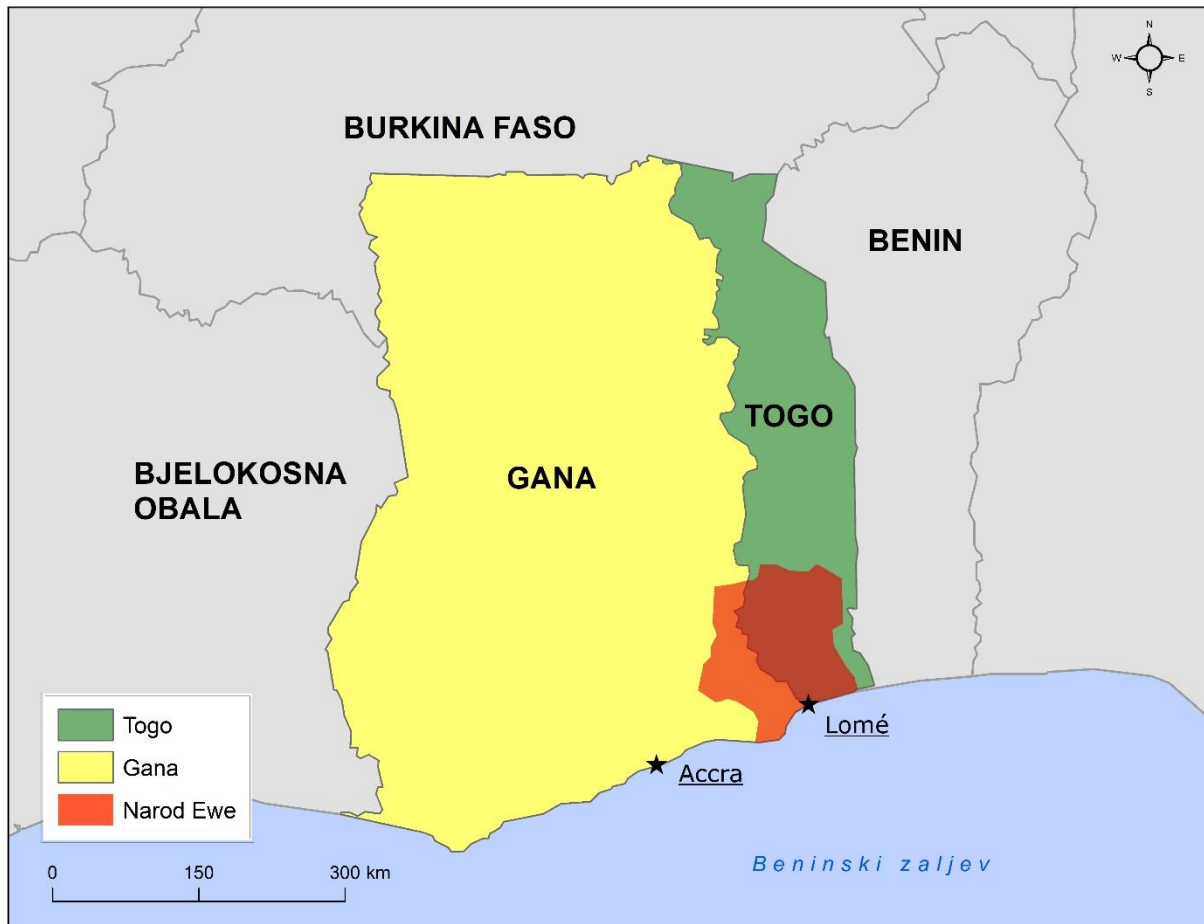 N
W E
S
BURKINA FASO
BENIN
TOGO
BJELOKOSNA
OBALA
GANA
Lomé
Accra
Togo
Gana
Narod Ewe
0 150 300 km
Beninski zaljev